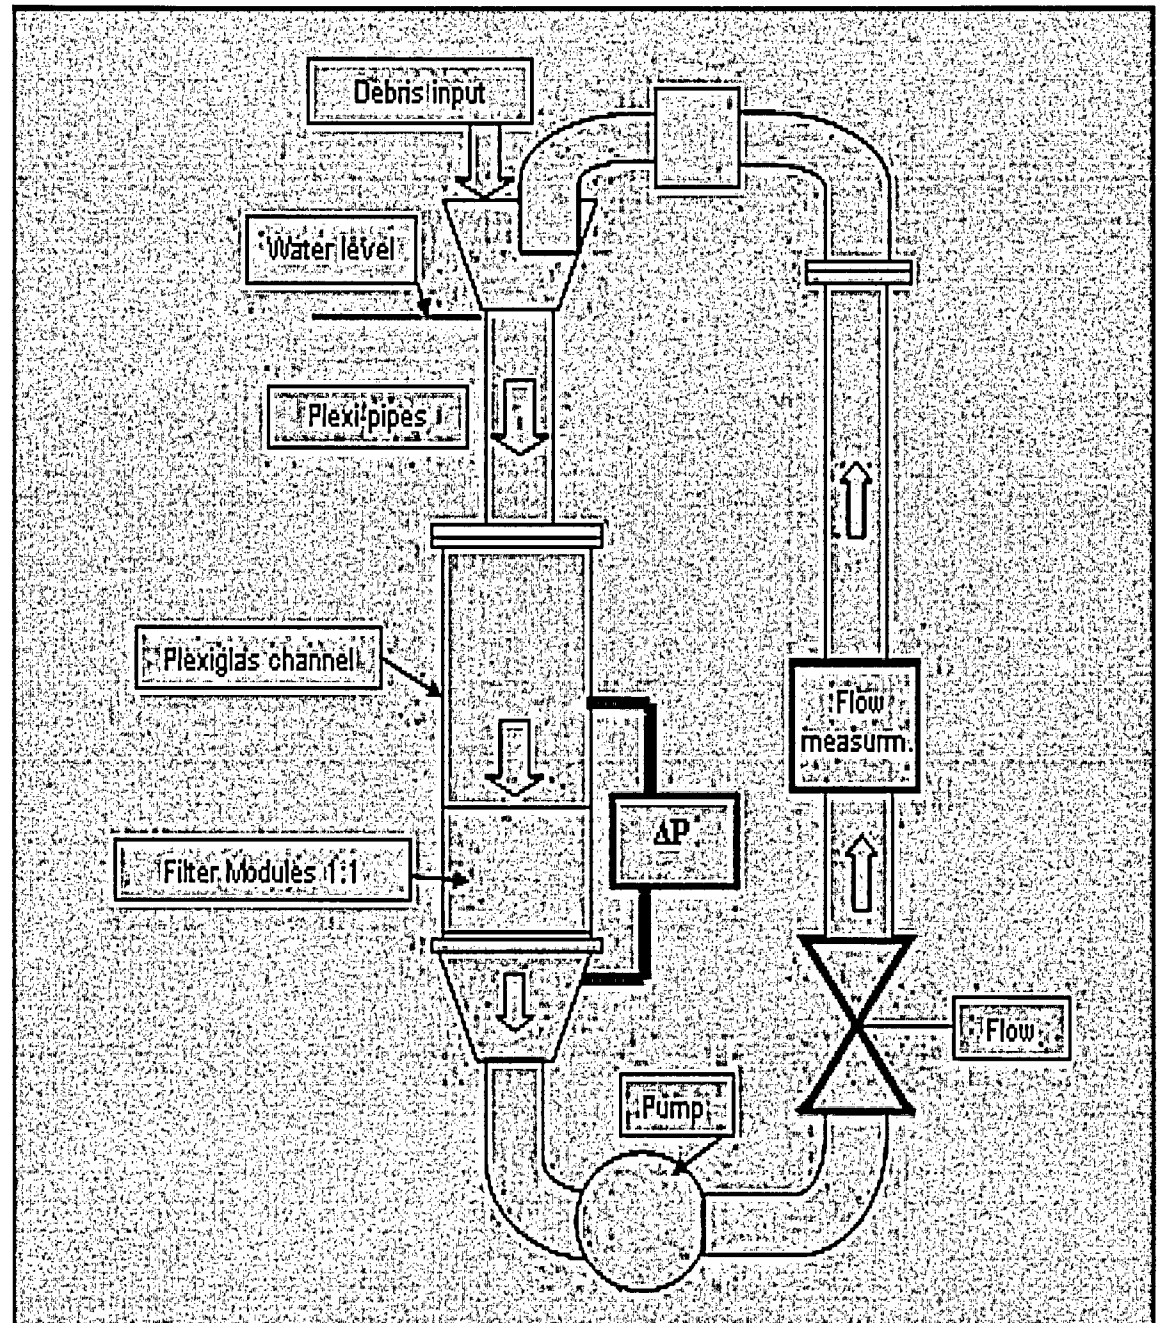 Debris input
Water level
Plexi pipes
Plexiglas channel
Flow
measurm.
ΔP
Filter Modules 1:1
Flow
Pump